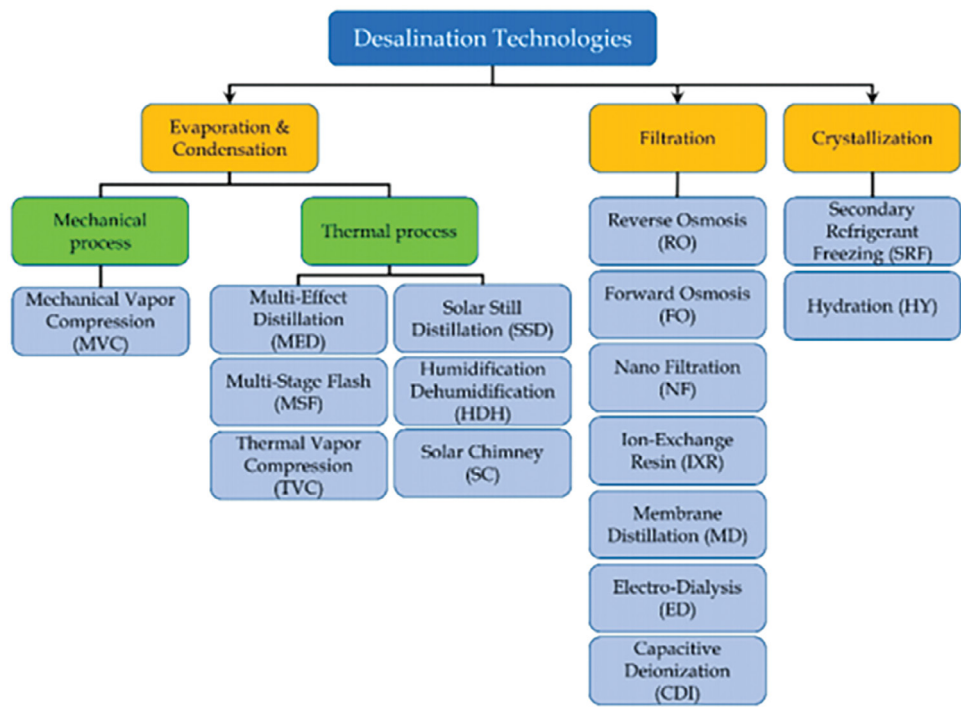 Desalination Technologies
Evaporation &
Condensation
Filtration
Crystallization
Mechanical
process
Thermal process
Mechanical Vapor
Compression
(MVC)
Multi-Effect
Distillation
(MED)
Multi-Stage Flash
(MSF)
Thermal Vapor
Compression
(TVC)
Solar Still
Distillation (SSD)
Humidification
Dehumidification
(HDH)
Solar Chimney
(SC)
Reverse Osmosis
(RO)
Forward Osmosis
(FO)
Nano Filtration
(NF)
Ion-Exchange
Resin (IXR)
Membrane
Distillation (MD)
Electro-Dialysis
(ED)
Capacitive
Deionization
(CDI)
Secondary
Refrigerant
Freezing (SRF)
Hydration (HY)